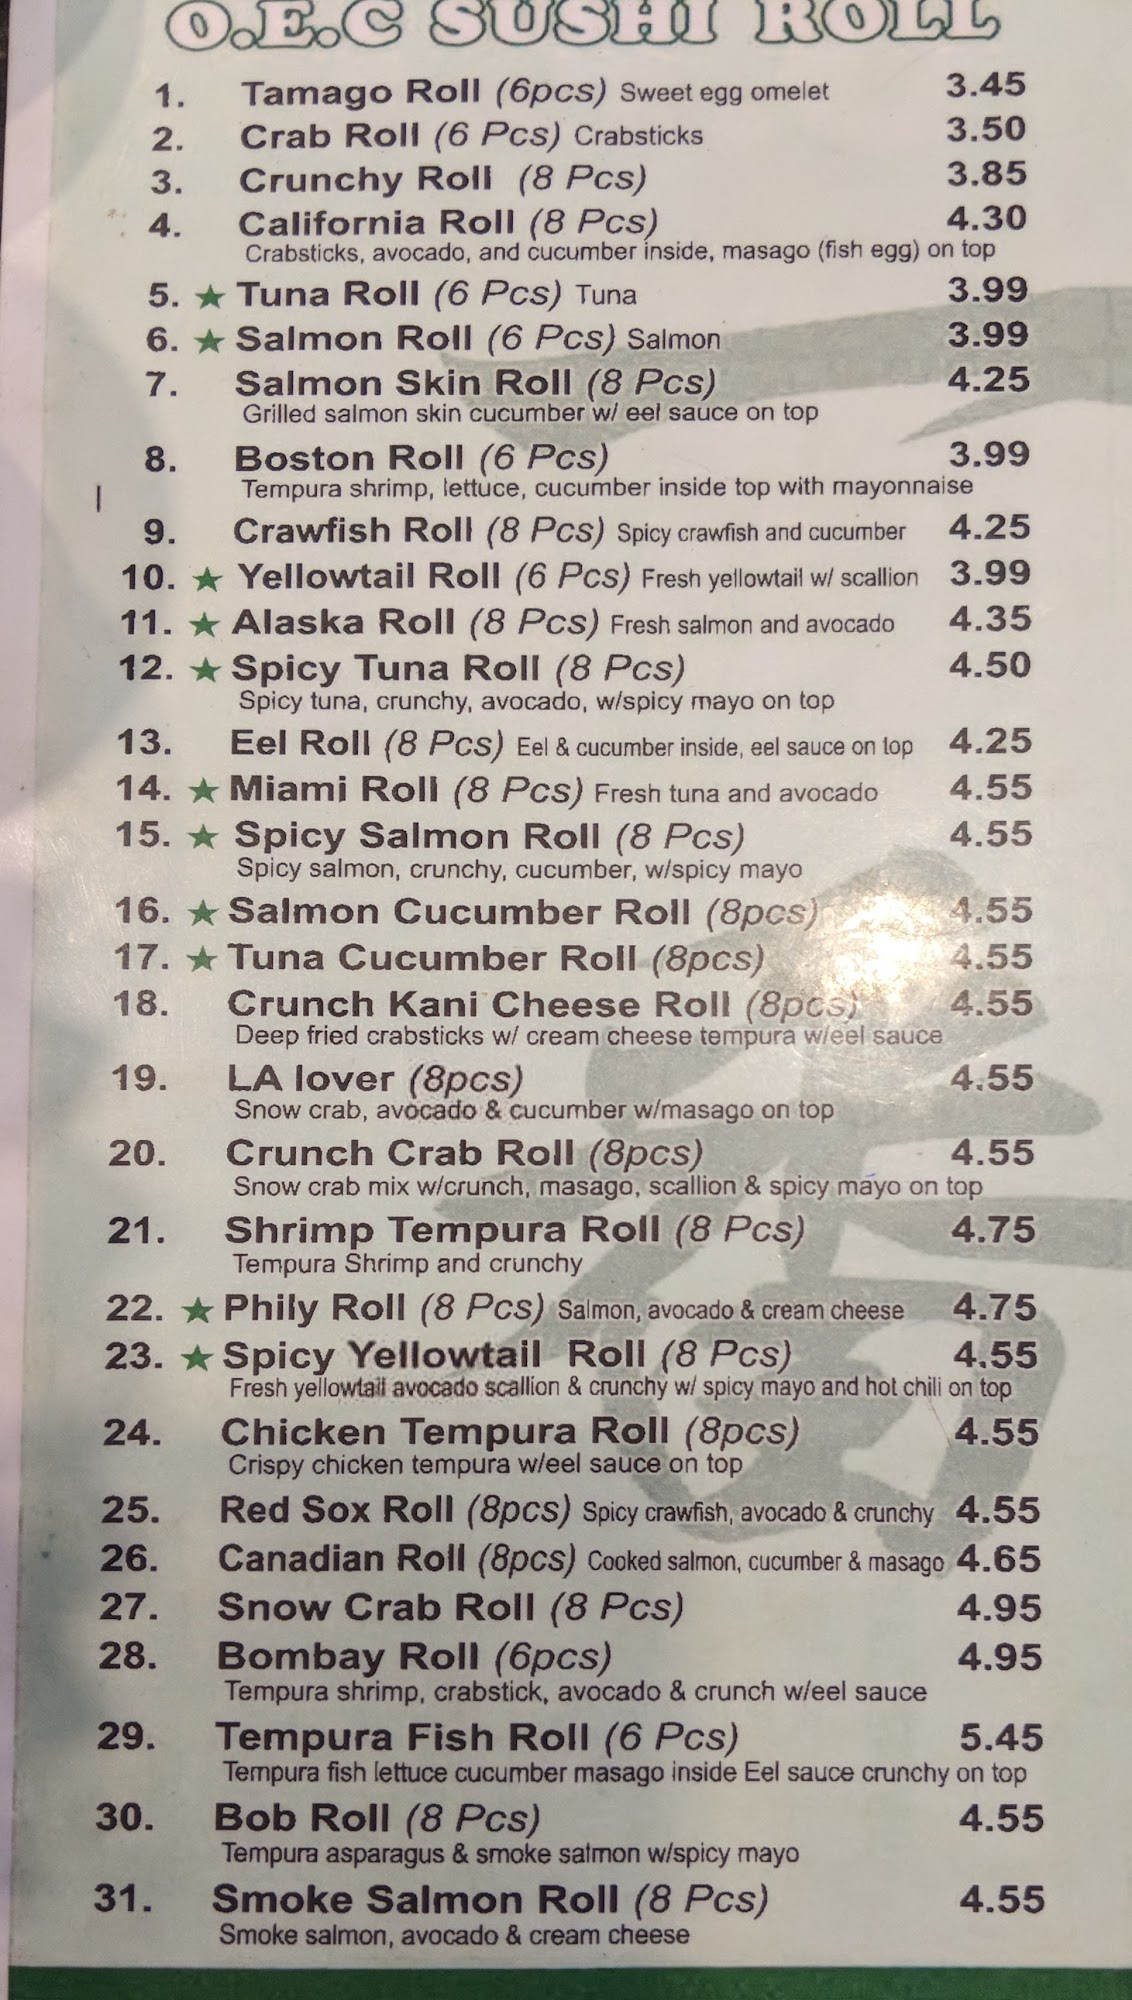 O.E.C SUSHI ROLL
1. Tamago Roll (6pcs) Sweet egg omelet 3.45
2. Crab Roll (6 Pcs) Crabsticks 3.50
3. Crunchy Roll (8 Pcs) 3.85
4. California Roll (8 Pcs) 4.30
Crabsticks, avocado, and cucumber inside, masago (fish egg) on top
5. ★ Tuna Roll (6 Pcs) Tuna 3.99
6. ★ Salmon Roll (6 Pcs) Salmon 3.99
7. Salmon Skin Roll (8 Pcs) 4.25
Grilled salmon skin cucumber w/ eel sauce on top
8. Boston Roll (6 Pcs) 3.99
Tempura shrimp, lettuce, cucumber inside top with mayonnaise
9. Crawfish Roll (8 Pcs) Spicy crawfish and cucumber 4.25
10. ★ Yellowtail Roll (6 Pcs) Fresh yellowtail w/ scallion 3.99
11. ★ Alaska Roll (8 Pcs) Fresh salmon and avocado 4.35
12. ★ Spicy Tuna Roll (8 Pcs) 4.50
Spicy tuna, crunchy, avocado, w/spicy mayo on top
13. Eel Roll (8 Pcs) Eel & cucumber inside, eel sauce on top 4.25
14. ★ Miami Roll (8 Pcs) Fresh tuna and avocado 4.55
15. ★ Spicy Salmon Roll (8 Pcs) 4.55
Spicy salmon, crunchy, cucumber, w/spicy mayo
16. ★ Salmon Cucumber Roll (8pcs) 4.55
17. ★ Tuna Cucumber Roll (8pcs) 4.55
18. Crunch Kani Cheese Roll (8pcs) 4.55
Deep fried crabsticks w/ cream cheese tempura w/eel sauce
19. LA lover (8pcs) 4.55
Snow crab, avocado & cucumber w/masago on top
20. Crunch Crab Roll (8pcs) 4.55
Snow crab mix w/crunch, masago, scallion & spicy mayo on top
21. Shrimp Tempura Roll (8 Pcs) 4.75
Tempura Shrimp and crunchy
22. ★ Phily Roll (8 Pcs) Salmon, avocado & cream cheese 4.75
23. ★ Spicy Yellowtail Roll (8 Pcs) 4.55
Fresh yellowtail avocado scallion & crunchy w/ spicy mayo and hot chili on top
24. Chicken Tempura Roll (8pcs) 4.55
Crispy chicken tempura w/eel sauce on top
25. Red Sox Roll (8pcs) Spicy crawfish, avocado & crunchy 4.55
26. Canadian Roll (8pcs) Cooked salmon, cucumber & masago 4.65
27. Snow Crab Roll (8 Pcs) 4.95
28. Bombay Roll (6pcs) 4.95
Tempura shrimp, crabstick, avocado & crunch w/eel sauce
29. Tempura Fish Roll (6 Pcs) 5.45
Tempura fish lettuce cucumber masago inside Eel sauce crunchy on top
30. Bob Roll (8 Pcs) 4.55
Tempura asparagus & smoke salmon w/spicy mayo
31. Smoke Salmon Roll (8 Pcs) 4.55
Smoke salmon, avocado & cream cheese